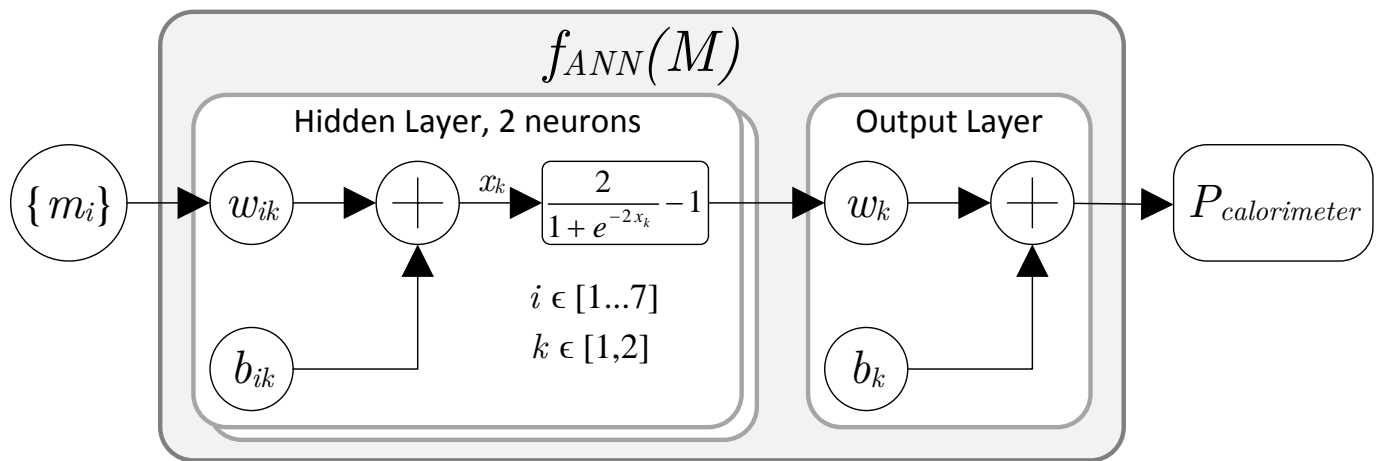 f_ANN(M)
Hidden Layer, 2 neurons
Output Layer
{m_i}
w_ik
+
x_k
2/(1+e^{-2x_k}) −1
w_k
+
P_calorimeter
i ϵ [1...7]
k ϵ [1,2]
b_ik
b_k